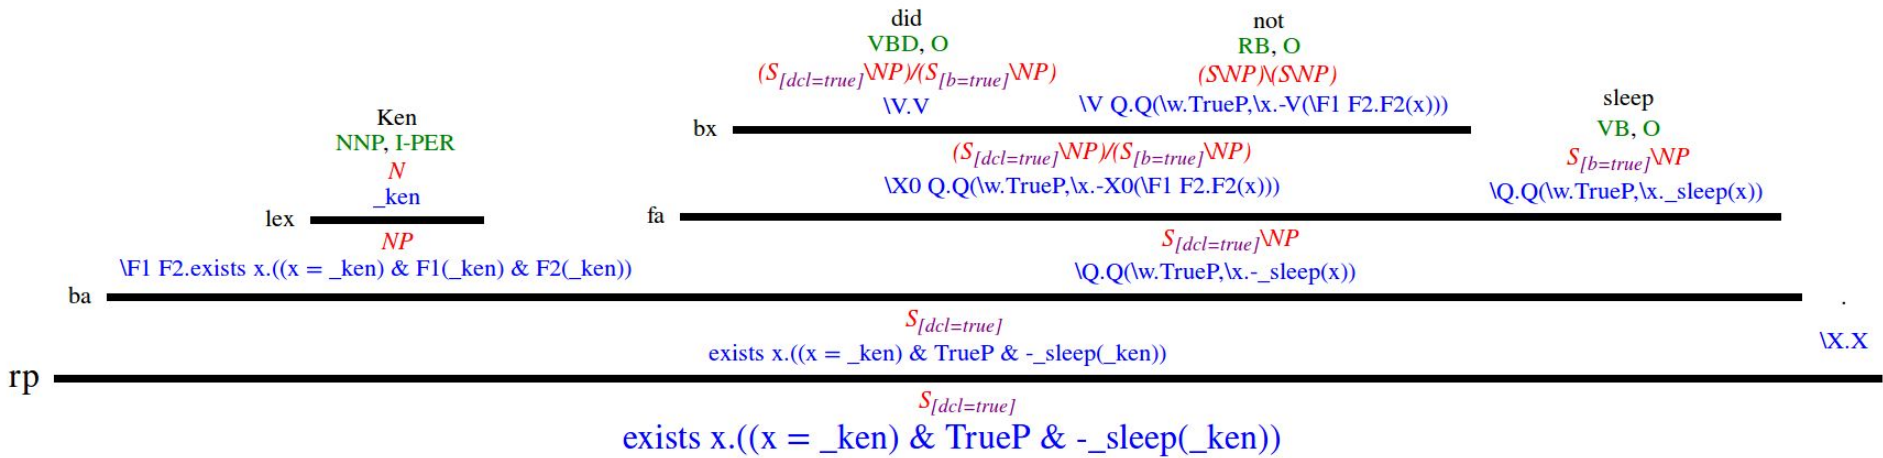 did
VBD, O
(S[dcl=true]\NP)/(S[b=true]\NP)
\V.V
not
RB, O
(S\NP)\(S\NP)
\V Q.Q(\w.TrueP,\x.-V(\F1 F2.F2(x)))
Ken
NNP, I-PER
N
_ken
bx
(S[dcl=true]\NP)/(S[b=true]\NP)
\X0 Q.Q(\w.TrueP,\x.-X0(\F1 F2.F2(x)))
sleep
VB, O
S[b=true]\NP
\Q.Q(\w.TrueP,\x._sleep(x))
lex
NP
\F1 F2.exists x.((x = _ken) & F1(_ken) & F2(_ken))
fa
S[dcl=true]\NP
\Q.Q(\w.TrueP,\x.-_sleep(x))
ba
S[dcl=true]
exists x.((x = _ken) & TrueP & -_sleep(_ken))
.
\X.X
rp
S[dcl=true]
exists x.((x = _ken) & TrueP & -_sleep(_ken))